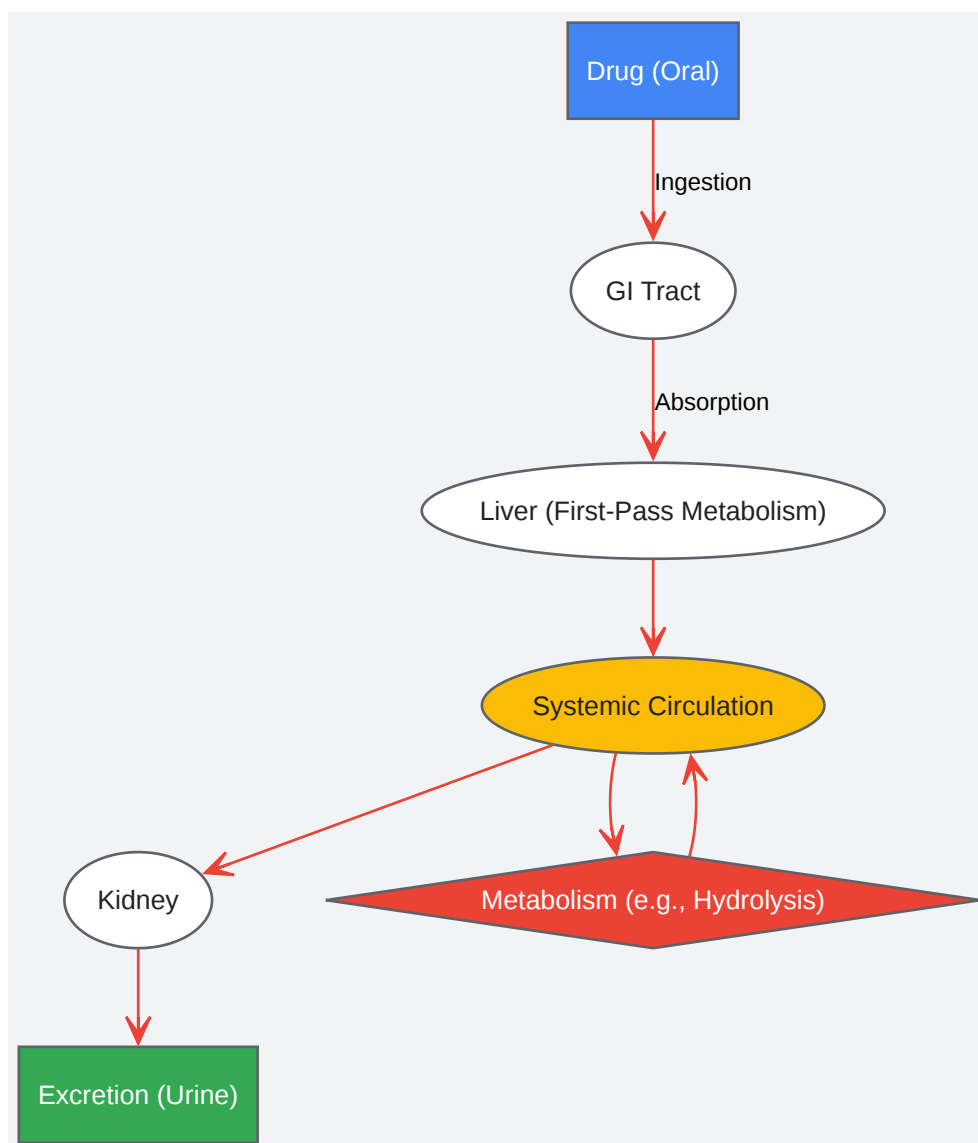 Drug (Oral)
Ingestion
GI Tract
Absorption
Liver (First-Pass Metabolism)
Systemic Circulation
Kidney
Metabolism (e.g., Hydrolysis)
Excretion (Urine)